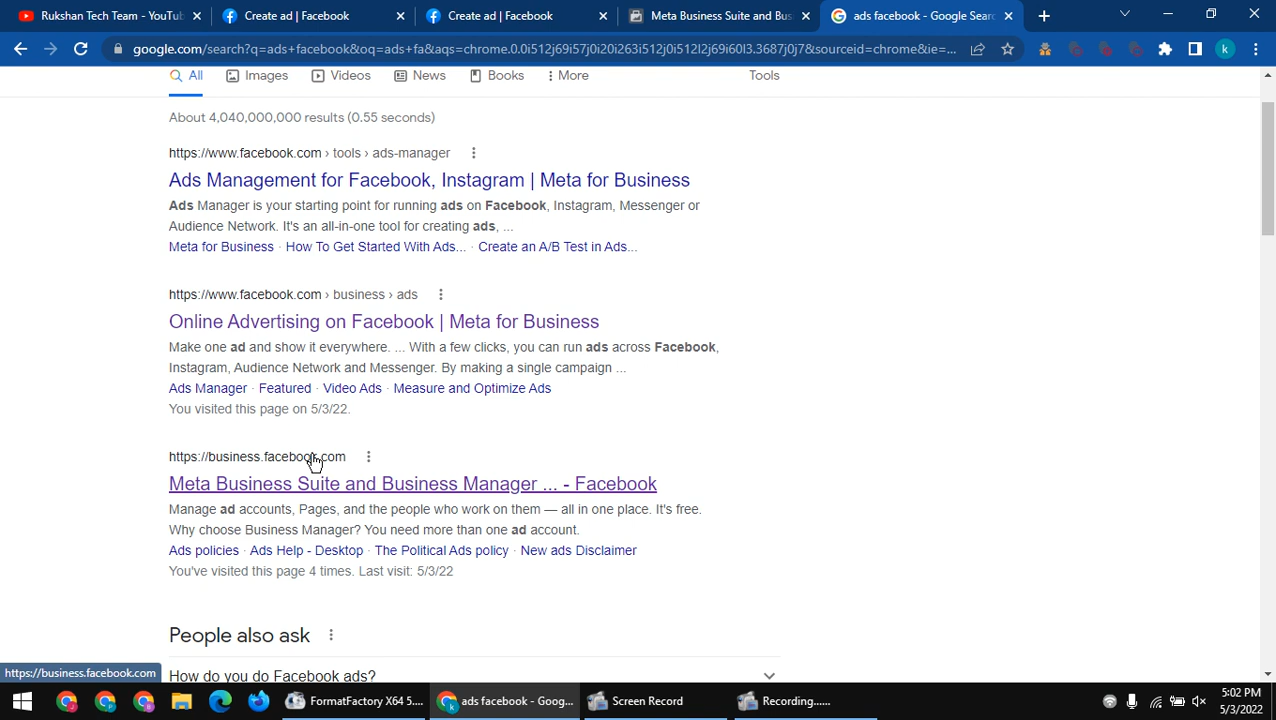 Rukshan Tech Team - YouTu
Create ad | Facebook
Create ad | Facebook
Meta Business Suite and Bus
ads facebook - Google Searc
google.com/search?q=ads+facebook&oq=ads+fa&aqs=chrome.0.0i512j69i57j0i20i263i512j0i512l2j69i60l3.3687j0j7&sourceid=chrome&ie=...
k
All
Images
Videos
News
Books
More
Tools
About 4,040,000,000 results (0.55 seconds)
https://www.facebook.com › tools › ads-manager
Ads Management for Facebook, Instagram | Meta for Business
Ads Manager is your starting point for running ads on Facebook, Instagram, Messenger or
Audience Network. It's an all-in-one tool for creating ads, ...
Meta for Business · How To Get Started With Ads... · Create an A/B Test in Ads...
https://www.facebook.com › business › ads
Online Advertising on Facebook | Meta for Business
Make one ad and show it everywhere. ... With a few clicks, you can run ads across Facebook,
Instagram, Audience Network and Messenger. By making a single campaign ...
Ads Manager · Featured · Video Ads · Measure and Optimize Ads
You visited this page on 5/3/22.
https://business.facebook.com
Meta Business Suite and Business Manager ... - Facebook
Manage ad accounts, Pages, and the people who work on them — all in one place. It's free.
Why choose Business Manager? You need more than one ad account.
Ads policies · Ads Help - Desktop · The Political Ads policy · New ads Disclaimer
You've visited this page 4 times. Last visit: 5/3/22
People also ask
How do you do Facebook ads?
https://business.facebook.com
FormatFactory X64 5....
ads facebook - Goog...
Screen Record
Recording......
5:02 PM
5/3/2022